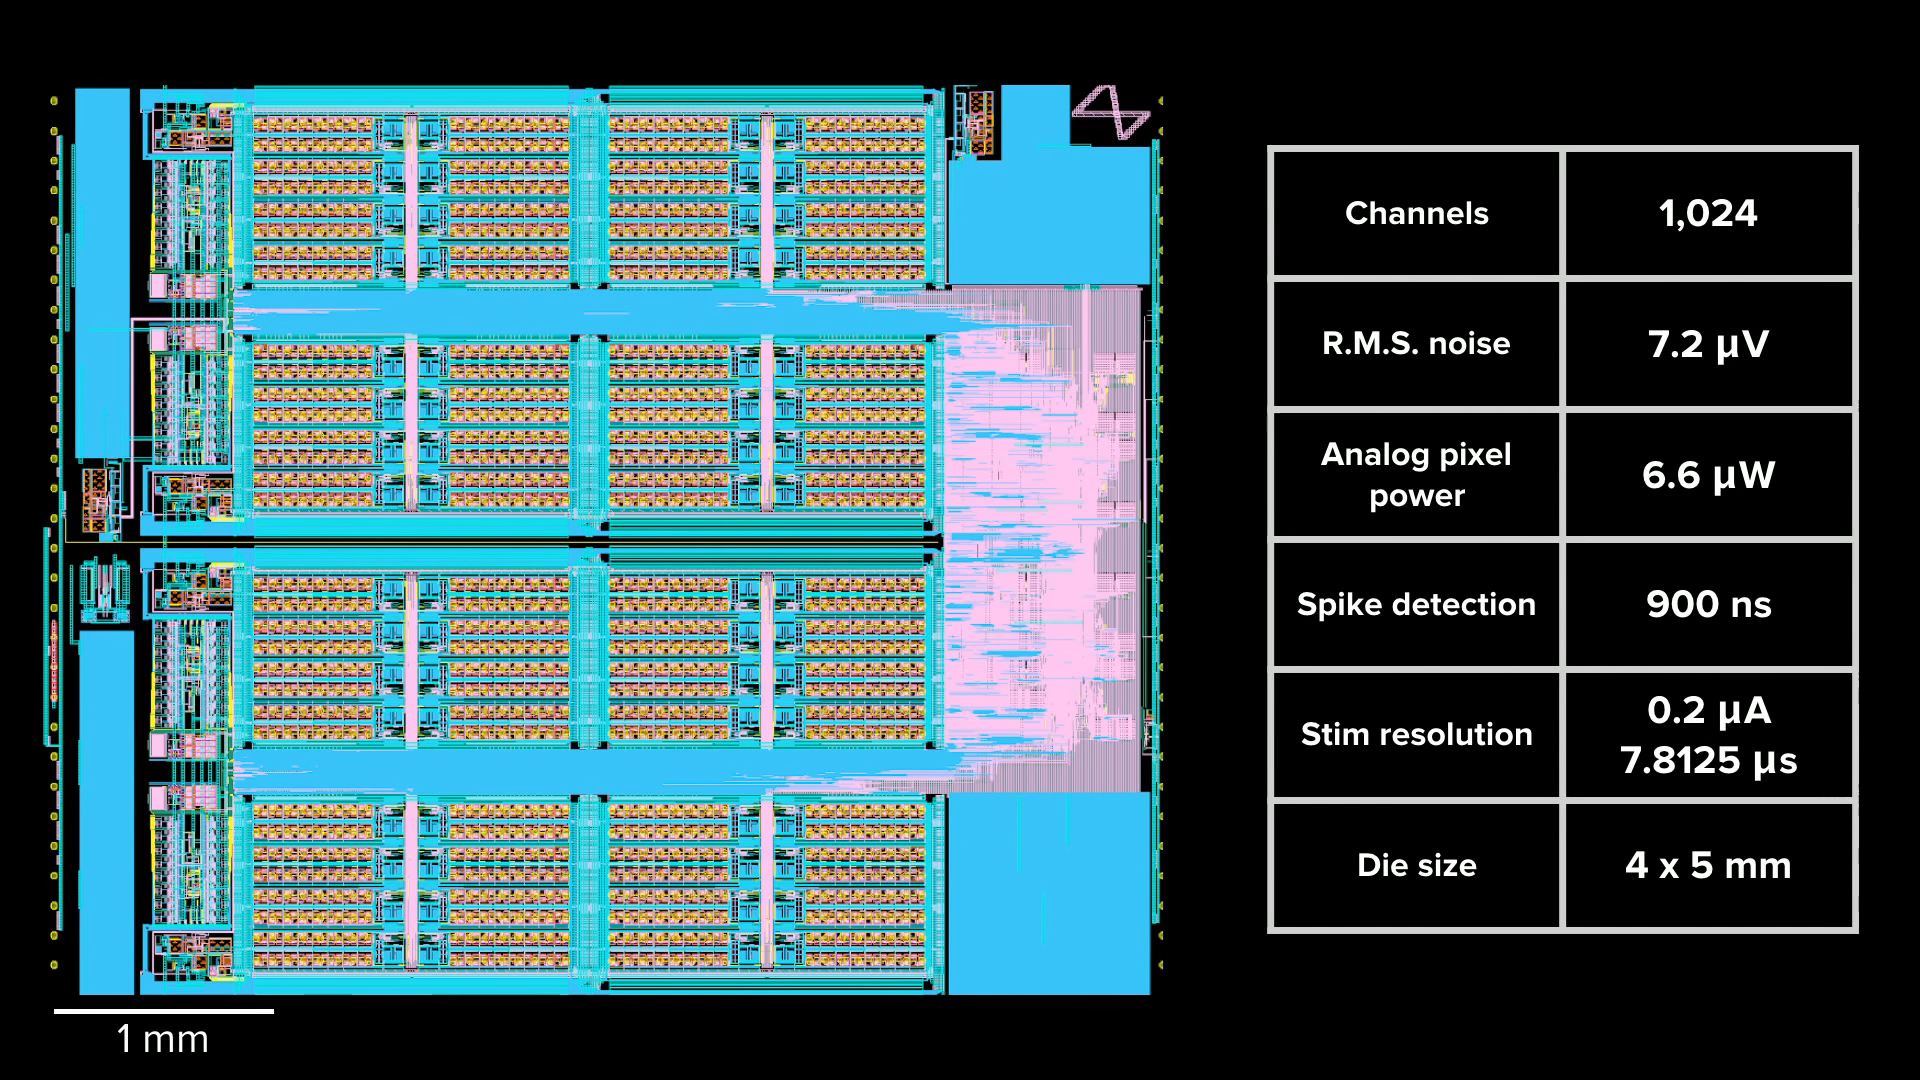 Channels
1,024
R.M.S. noise
7.2 µV
Analog pixel
power
6.6 µW
Spike detection
900 ns
Stim resolution
0.2 µA
7.8125 µs
Die size
4 x 5 mm
1 mm